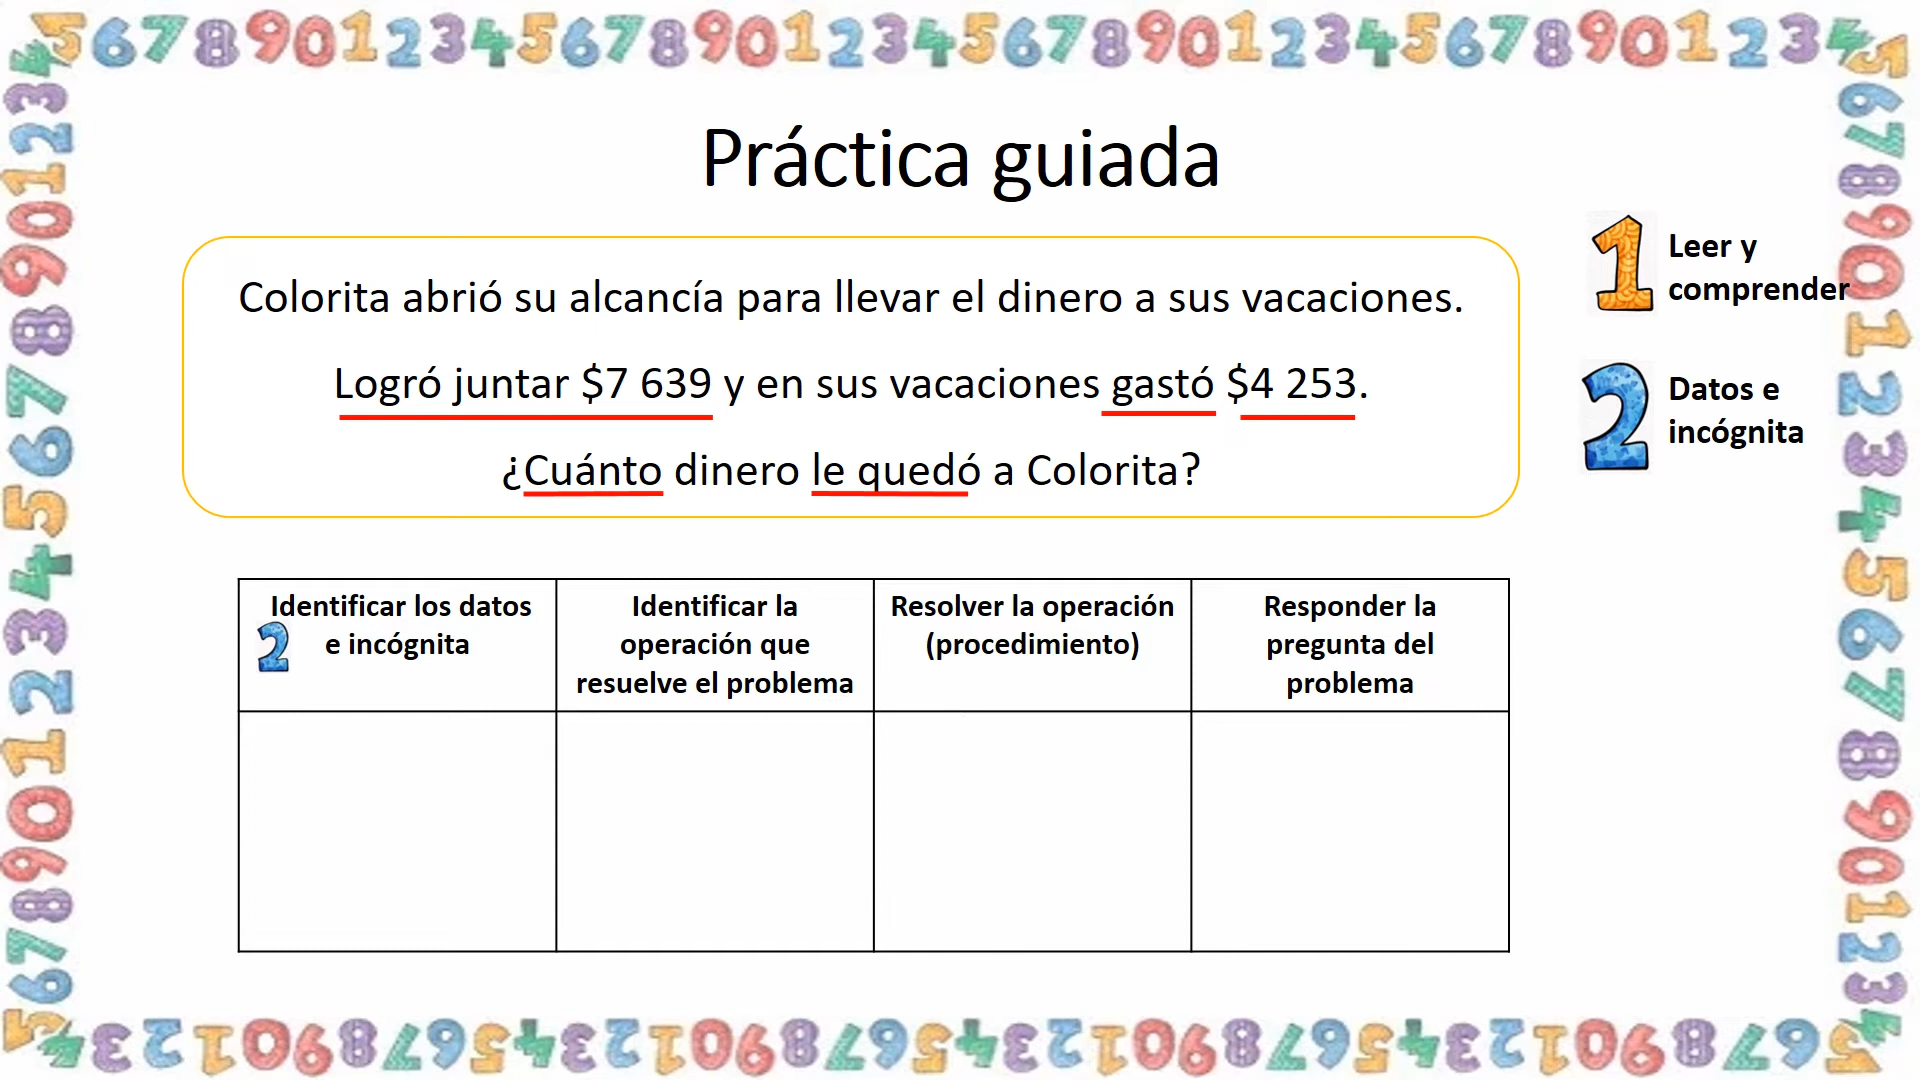 Práctica guiada
Colorita abrió su alcancía para llevar el dinero a sus vacaciones.
Logró juntar $7 639 y en sus vacaciones gastó $4 253.
¿Cuánto dinero le quedó a Colorita?
1 Leer y
comprender
2 Datos e
incógnita
Identificar los datos
2 e incógnita
Identificar la
operación que
resuelve el problema
Resolver la operación
(procedimiento)
Responder la
pregunta del
problema